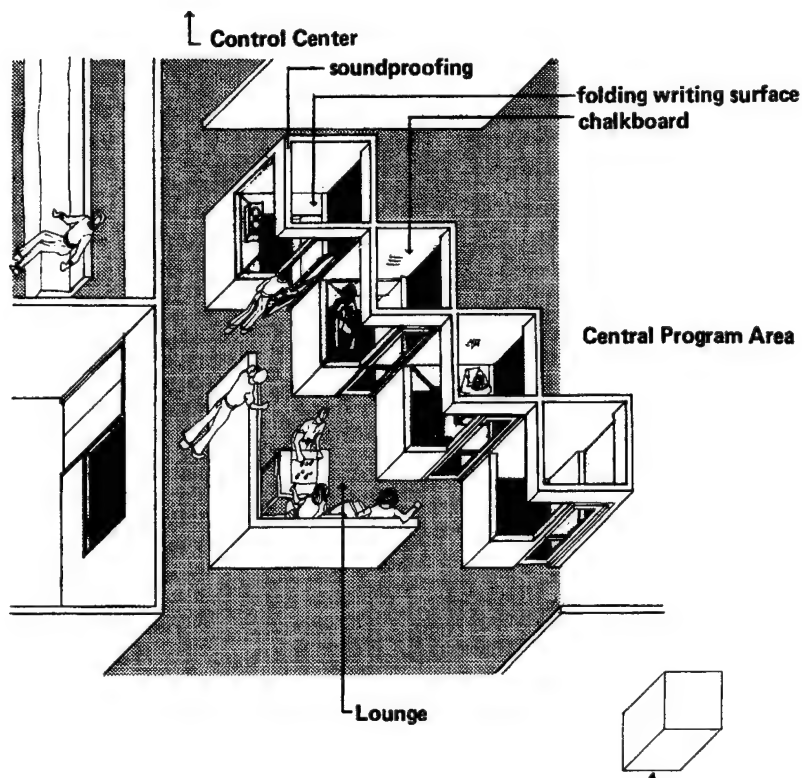 Control Center
soundproofing
folding writing surface
chalkboard
Central Program Area
Lounge